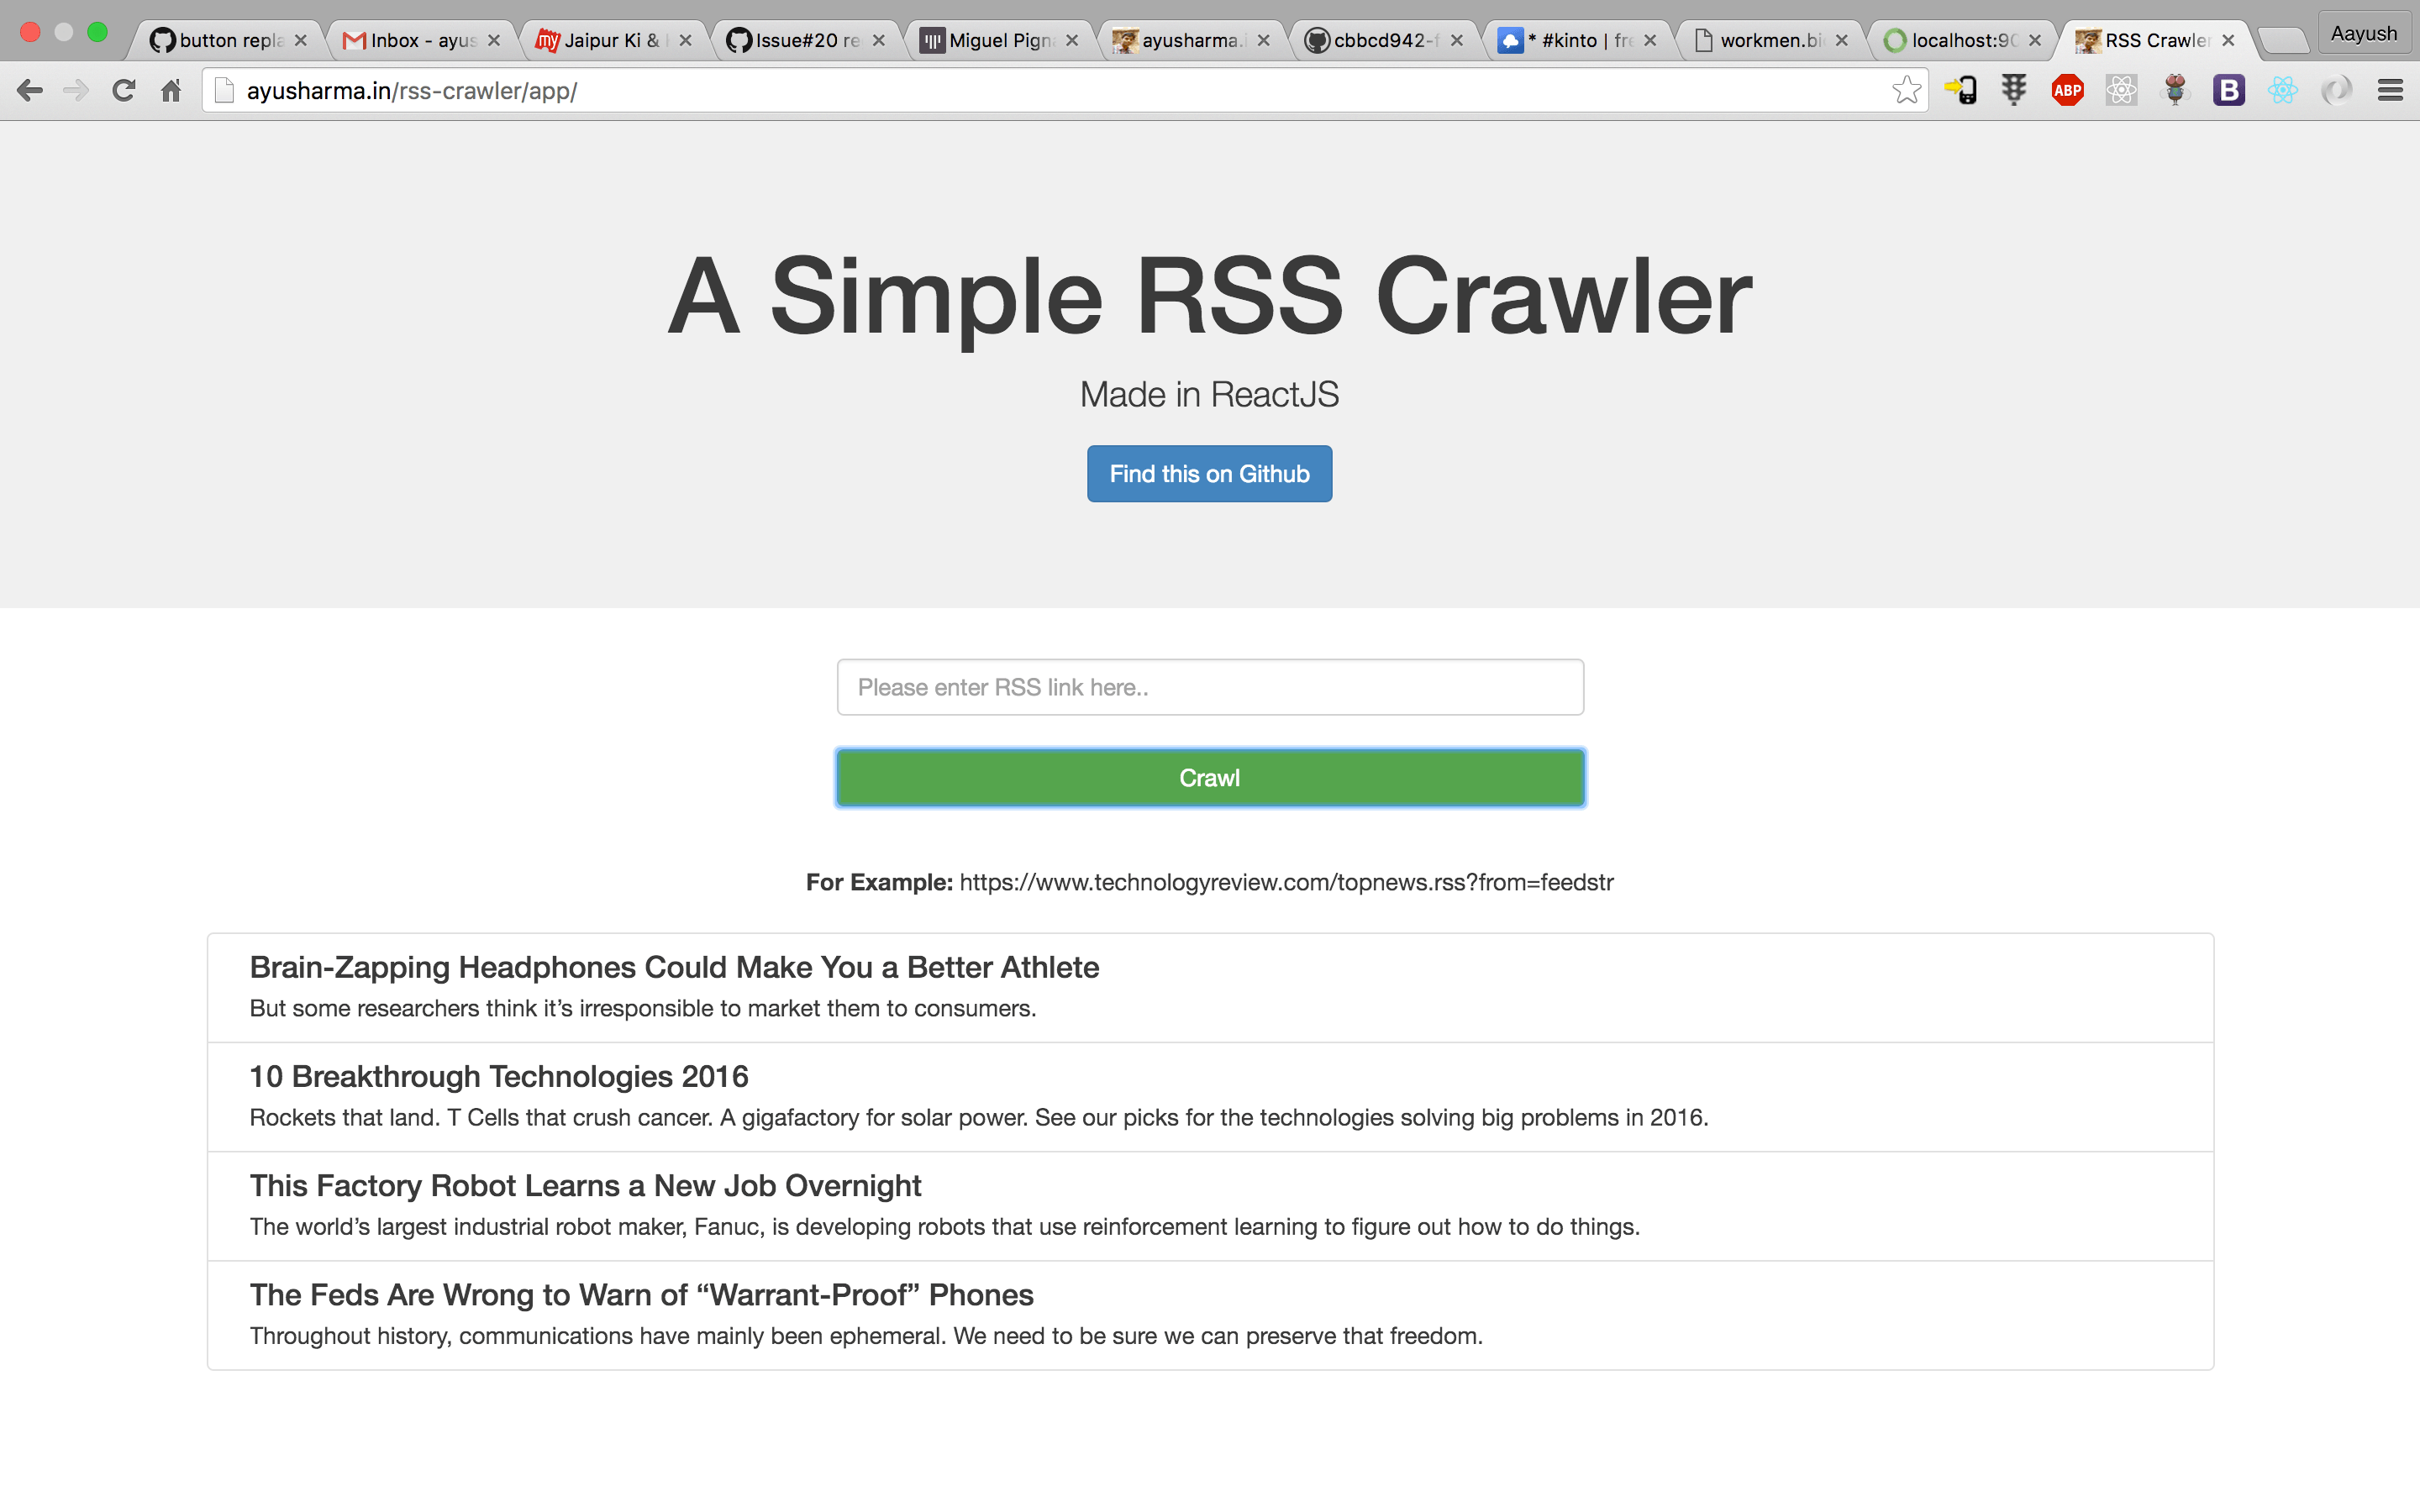 button repla
Inbox - ayus
my Jaipur Ki &
Issue#20 re
Miguel Pigna
ayusharma.i
cbbcd942-f
* #kinto | fre
workmen.bi
localhost:90
RSS Crawler
Aayush
ayusharma.in/rss-crawler/app/
ABP
B
A Simple RSS Crawler
Made in ReactJS
Find this on Github
Please enter RSS link here..
Crawl
For Example: https://www.technologyreview.com/topnews.rss?from=feedstr
Brain-Zapping Headphones Could Make You a Better Athlete
But some researchers think it’s irresponsible to market them to consumers.
10 Breakthrough Technologies 2016
Rockets that land. T Cells that crush cancer. A gigafactory for solar power. See our picks for the technologies solving big problems in 2016.
This Factory Robot Learns a New Job Overnight
The world’s largest industrial robot maker, Fanuc, is developing robots that use reinforcement learning to figure out how to do things.
The Feds Are Wrong to Warn of “Warrant-Proof” Phones
Throughout history, communications have mainly been ephemeral. We need to be sure we can preserve that freedom.